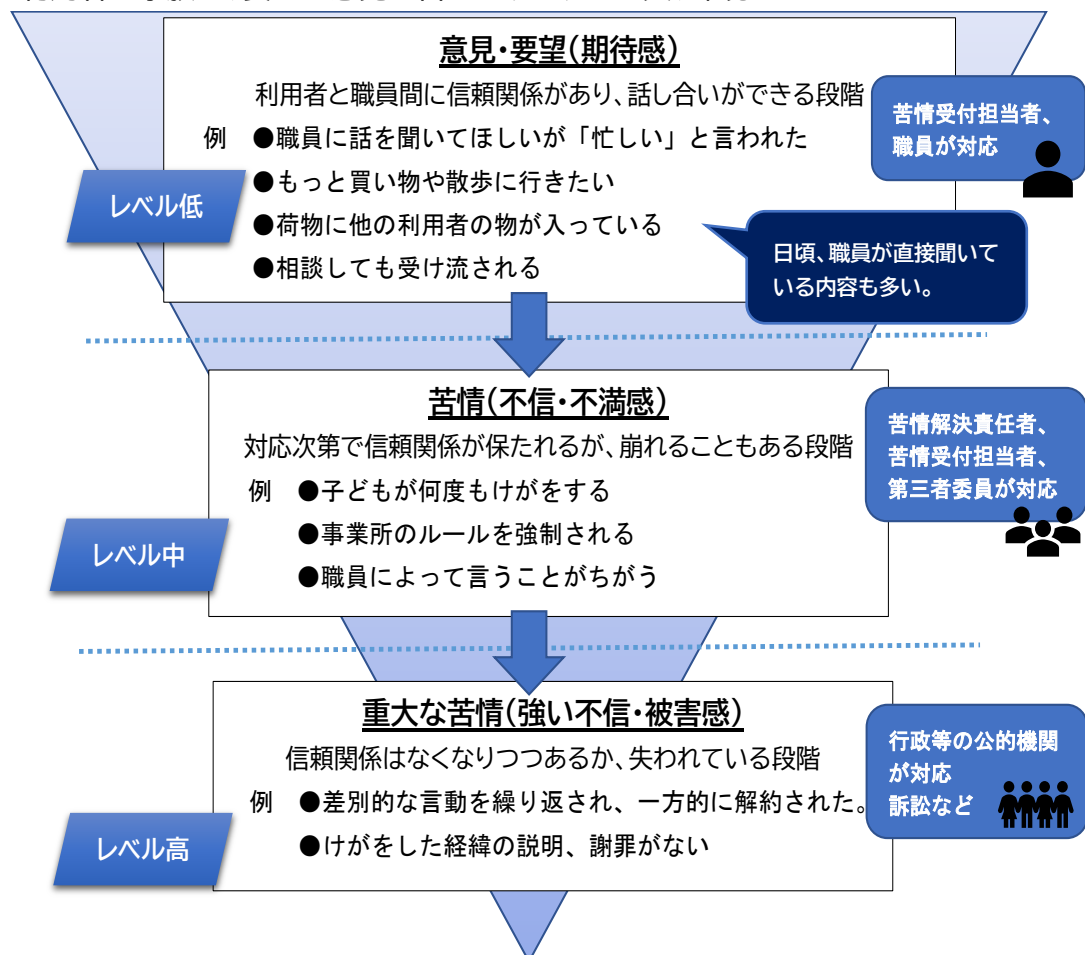 意見・要望(期待感)
利用者と職員間に信頼関係があり、話し合いができる段階
例 ●職員に話を聞いてほしいが「忙しい」と言われた
●もっと買い物や散歩に行きたい
●荷物に他の利用者の物が入っている
●相談しても受け流される
レベル低
苦情受付担当者、
職員が対応
日頃、職員が直接聞いて
いる内容も多い。
苦情(不信・不満感)
対応次第で信頼関係が保たれるが、崩れることもある段階
例 ●子どもが何度もけがをする
●事業所のルールを強制される
●職員によって言うことがちがう
レベル中
苦情解決責任者、
苦情受付担当者、
第三者委員が対応
重大な苦情(強い不信・被害感)
信頼関係はなくなりつつあるか、失われている段階
例 ●差別的な言動を繰り返され、一方的に解約された。
●けがをした経緯の説明、謝罪がない
レベル高
行政等の公的機関
が対応
訴訟など